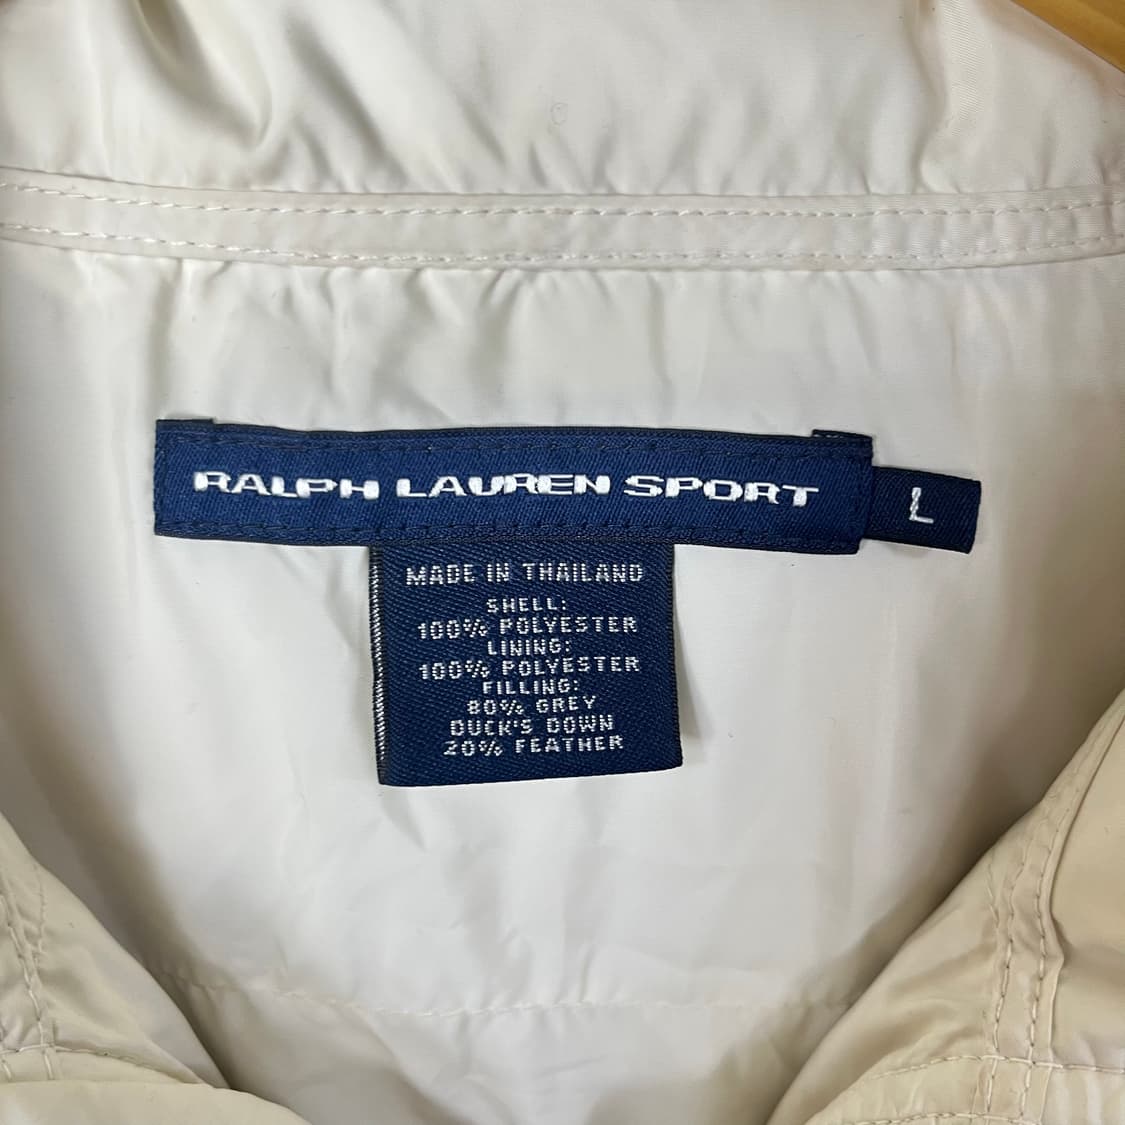 RALPH LAUREN SPORT
L
MADE IN THAILAND
SHELL:
100% POLYESTER
LINING:
100% POLYESTER
FILLING:
80% GREY
DUCK'S DOWN
20% FEATHER